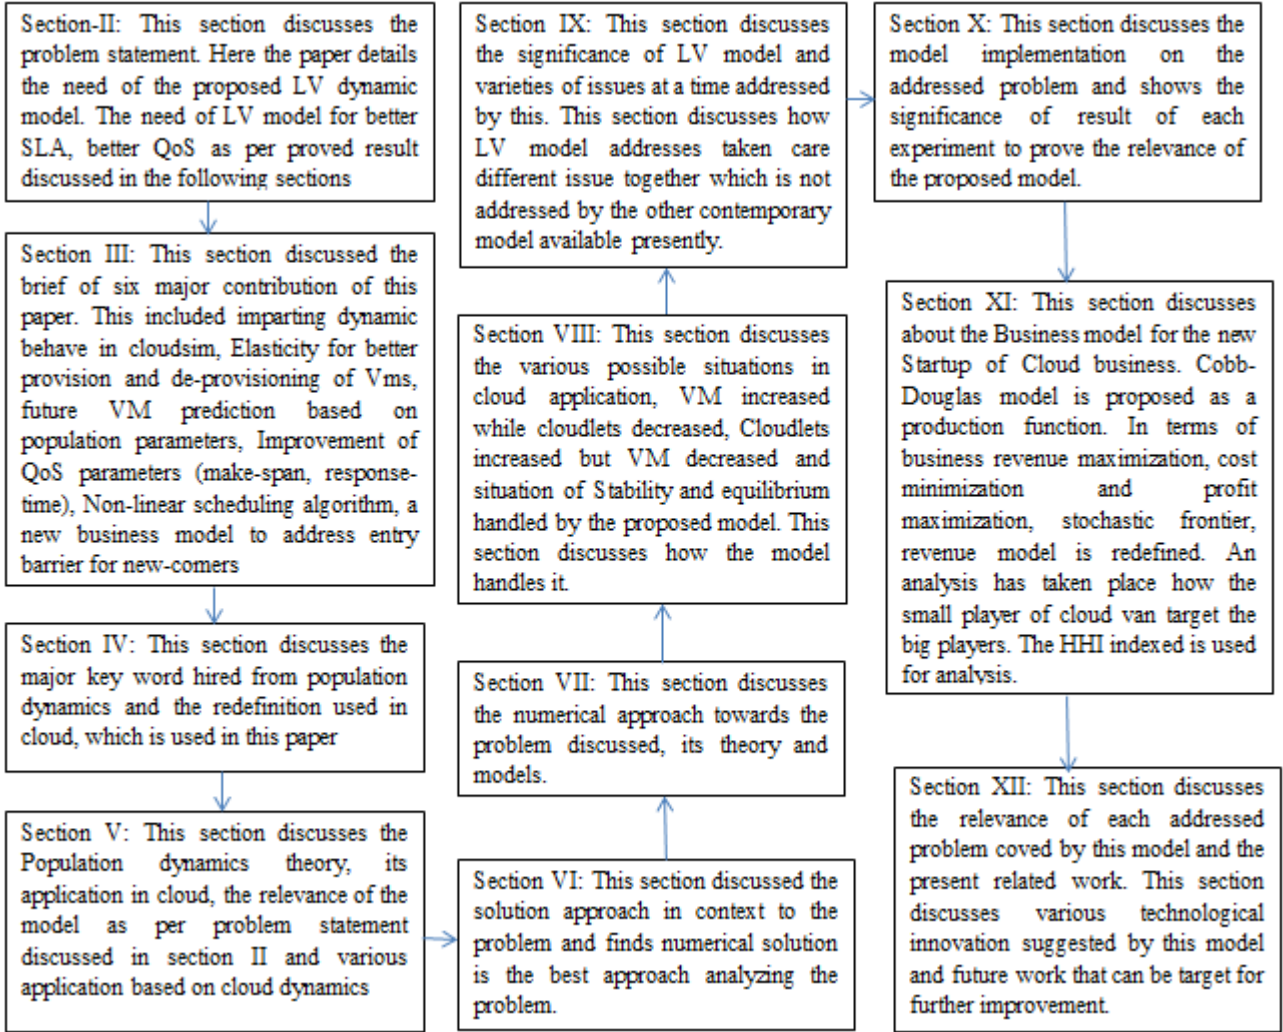 Section-II: This section discusses the
problem statement. Here the paper details
the need of the proposed LV dynamic
model. The need of LV model for better
SLA, better QoS as per proved result
discussed in the following sections
Section III: This section discussed the
brief of six major contribution of this
paper. This included imparting dynamic
behave in cloudsim, Elasticity for better
provision and de-provisioning of Vms,
future VM prediction based on
population parameters, Improvement of
QoS parameters (make-span, response-
time), Non-linear scheduling algorithm, a
new business model to address entry
barrier for new-comers
Section IV: This section discusses the
major key word hired from population
dynamics and the redefinition used in
cloud, which is used in this paper
Section V: This section discusses the
Population dynamics theory, its
application in cloud, the relevance of the
model as per problem statement
discussed in section II and various
application based on cloud dynamics
Section VI: This section discussed the
solution approach in context to the
problem and finds numerical solution
is the best approach analyzing the
problem.
Section VII: This section discusses
the numerical approach towards the
problem discussed, its theory and
models.
Section VIII: This section discusses
the various possible situations in
cloud application, VM increased
while cloudlets decreased, Cloudlets
increased but VM decreased and
situation of Stability and equilibrium
handled by the proposed model. This
section discusses how the model
handles it.
Section IX: This section discusses
the significance of LV model and
varieties of issues at a time addressed
by this. This section discusses how
LV model addresses taken care
different issue together which is not
addressed by the other contemporary
model available presently.
Section X: This section discusses the
model implementation on the
addressed problem and shows the
significance of result of each
experiment to prove the relevance of
the proposed model.
Section XI: This section discusses
about the Business model for the new
Startup of Cloud business. Cobb-
Douglas model is proposed as a
production function. In terms of
business revenue maximization, cost
minimization and profit
maximization, stochastic frontier,
revenue model is redefined. An
analysis has taken place how the
small player of cloud van target the
big players. The HHI indexed is used
for analysis.
Section XII: This section discusses
the relevance of each addressed
problem coved by this model and the
present related work. This section
discusses various technological
innovation suggested by this model
and future work that can be target for
further improvement.